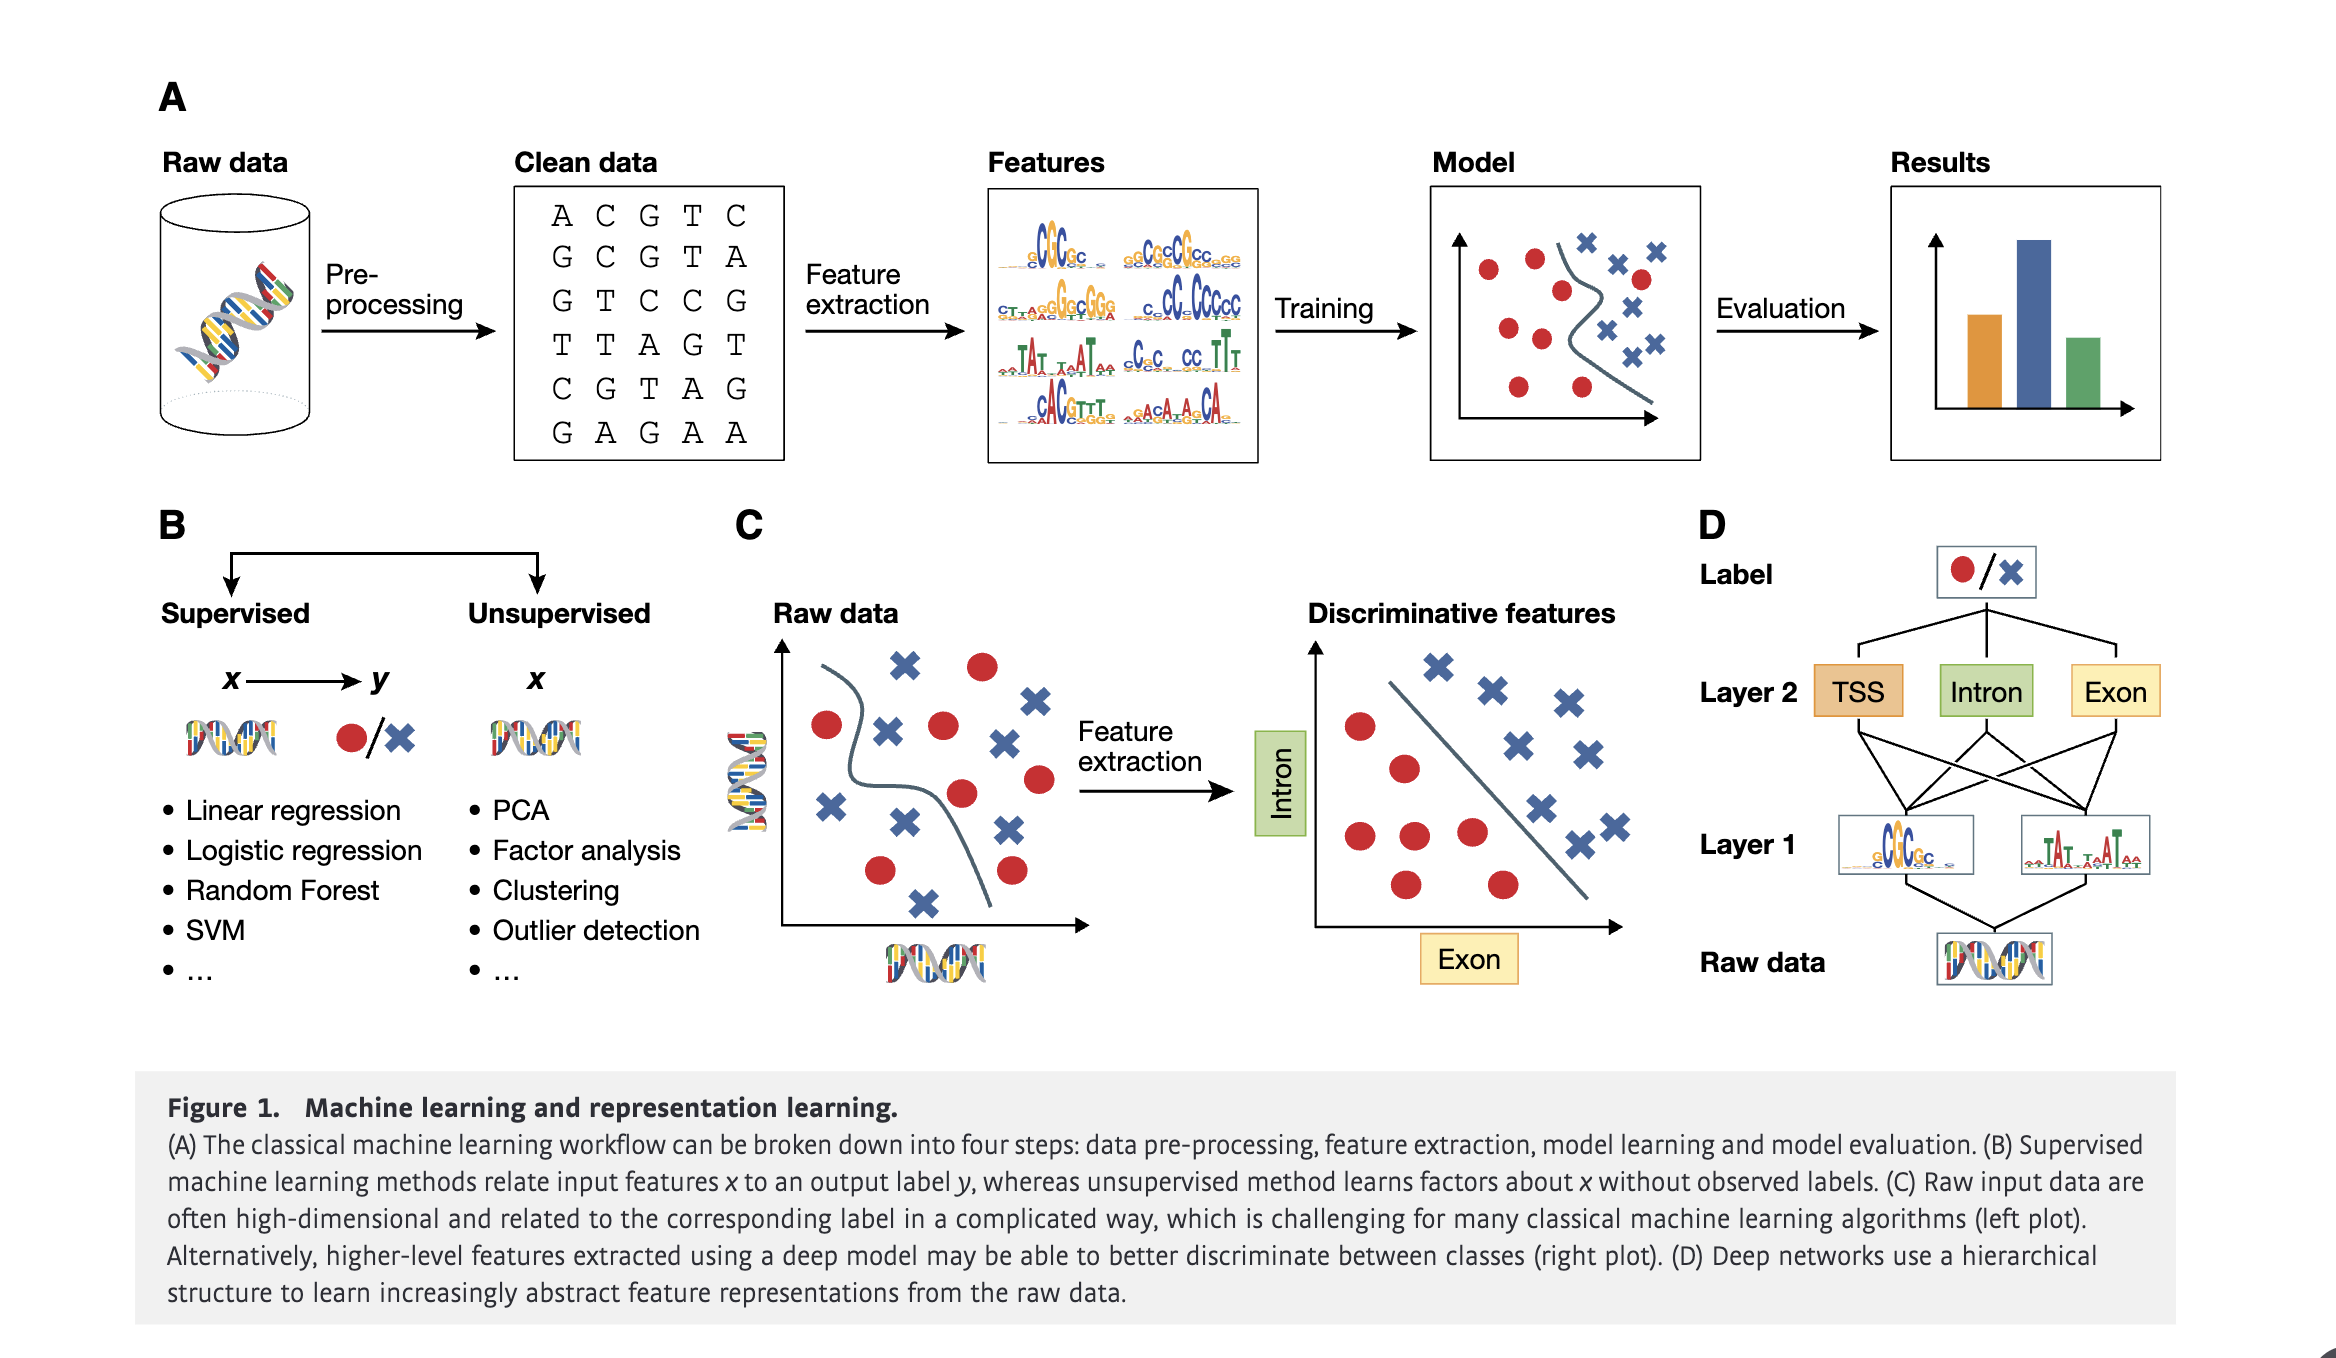 A
Raw data
Clean data
Features
Model
Results
Pre-
processing
A C G T C
G C G T A
G T C C G
T T A G T
C G T A G
G A G A A
Feature
extraction
Training
Evaluation
B
Supervised
Unsupervised
x
y
x
/
• Linear regression
• Logistic regression
• Random Forest
• SVM
• ...
• PCA
• Factor analysis
• Clustering
• Outlier detection
• ...
C
Raw data
Feature
extraction
Discriminative features
Intron
Exon
D
Label
/
Layer 2
TSS
Intron
Exon
Layer 1
Raw data
Figure 1. Machine learning and representation learning.
(A) The classical machine learning workflow can be broken down into four steps: data pre-processing, feature extraction, model learning and model evaluation. (B) Supervised
machine learning methods relate input features x to an output label y, whereas unsupervised method learns factors about x without observed labels. (C) Raw input data are
often high-dimensional and related to the corresponding label in a complicated way, which is challenging for many classical machine learning algorithms (left plot).
Alternatively, higher-level features extracted using a deep model may be able to better discriminate between classes (right plot). (D) Deep networks use a hierarchical
structure to learn increasingly abstract feature representations from the raw data.